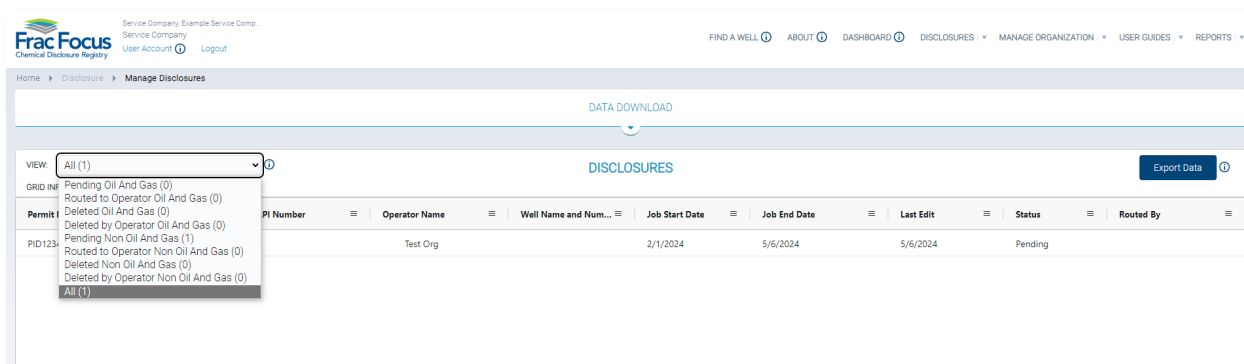 Frac Focus
Chemical Disclosure Registry
Service Company, Example Service Comp..
Service Company
User Account Logout
FIND A WELL ABOUT DASHBOARD DISCLOSURES MANAGE ORGANIZATION USER GUIDES REPORTS
Home Disclosure Manage Disclosures
DATA DOWNLOAD
VIEW: All (1)
DISCLOSURES
Export Data
Pending Oil And Gas (0)
Routed to Operator Oil And Gas (0)
Deleted Oil And Gas (0)
Deleted by Operator Oil And Gas (0)
Pending Non Oil And Gas (1)
Routed to Operator Non Oil And Gas (0)
Deleted Non Oil And Gas (0)
Deleted by Operator Non Oil And Gas (0)
All (1)
GRID
Permit PI Number Operator Name Well Name and Num... Job Start Date Job End Date Last Edit Status Routed By
PID1234 Test Org 2/1/2024 5/6/2024 5/6/2024 Pending